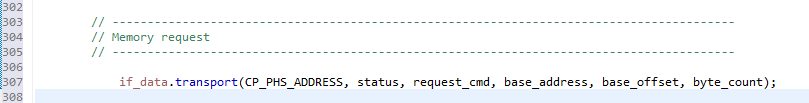 302
303 // -----------------------------------------------------------------------------------------
304 // Memory request
305 // -----------------------------------------------------------------------------------------
306
307 if_data.transport(CP_PHS_ADDRESS, status, request_cmd, base_address, base_offset, byte_count);
308